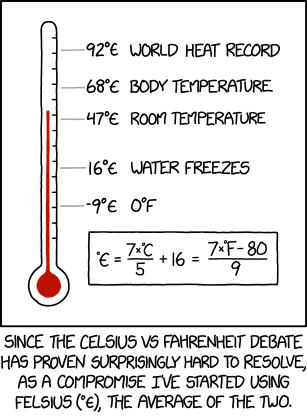 92°€ WORLD HEAT RECORD
68°€ BODY TEMPERATURE
47°€ ROOM TEMPERATURE
16°€ WATER FREEZES
-9°€ 0°F
°€ = 7×°C/5 + 16 = 7×°F-80/9
SINCE THE CELSIUS VS FAHRENHEIT DEBATE
HAS PROVEN SURPRISINGLY HARD TO RESOLVE,
AS A COMPROMISE I'VE STARTED USING
FELSIUS (°€), THE AVERAGE OF THE TWO.